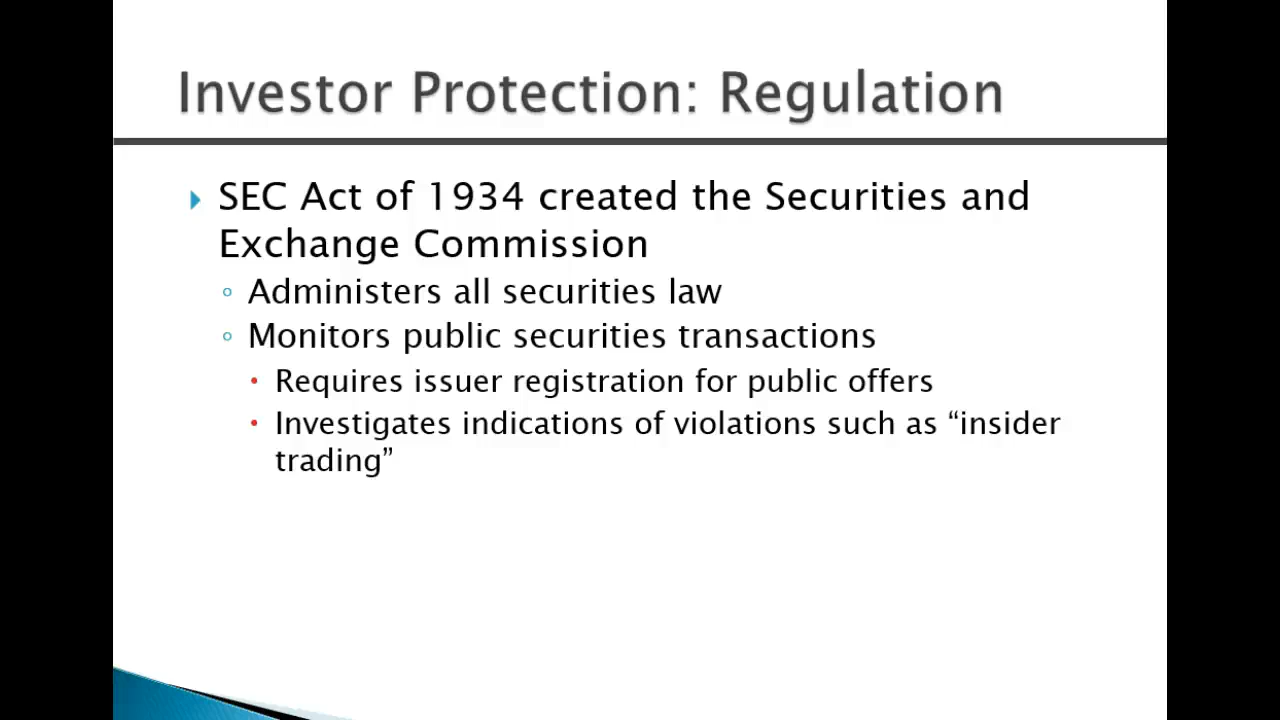 Investor Protection: Regulation
SEC Act of 1934 created the Securities and
Exchange Commission
Administers all securities law
Monitors public securities transactions
Requires issuer registration for public offers
Investigates indications of violations such as “insider
trading”